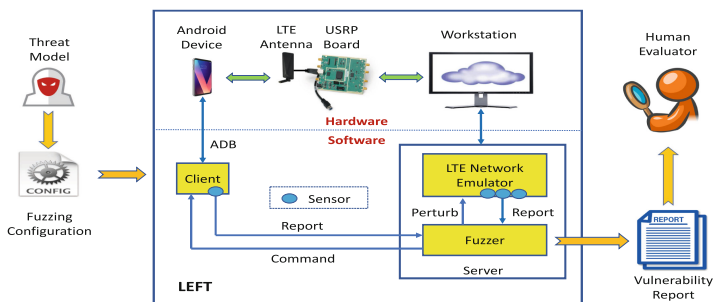 Threat
Model
Android
Device
LTE
Antenna
USRP
Board
Workstation
Human
Evaluator
Hardware
Software
ADB
CONFIG
Fuzzing
Configuration
Client
Sensor
Report
Command
LTE Network
Emulator
Perturb
Report
Fuzzer
Server
LEFT
REPORT
Vulnerability
Report